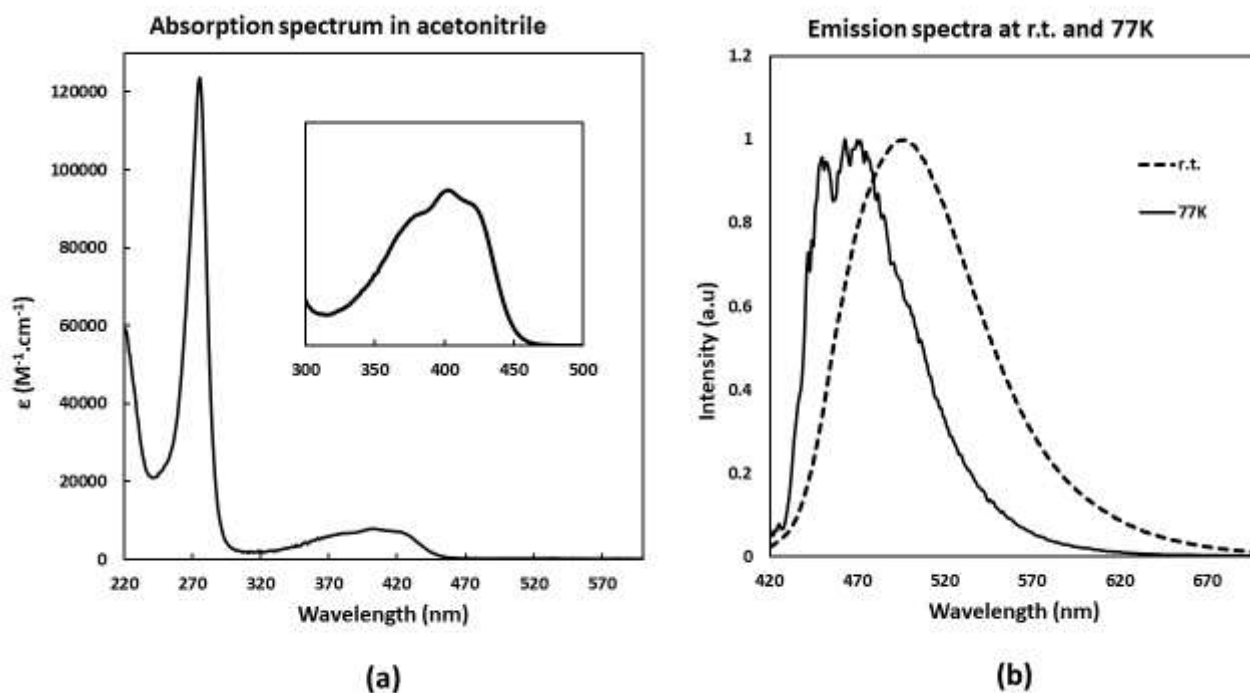 Absorption spectrum in acetonitrile
120000
100000
80000
60000
40000
20000
0
ε (M⁻¹.cm⁻¹)
300 350 400 450 500
220 270 320 370 420 470 520 570
Wavelength (nm)
(a)
Emission spectra at r.t. and 77K
1.2
1
0.8
0.6
0.4
0.2
0
Intensity (a.u)
r.t.
77K
420 470 520 570 620 670
Wavelength (nm)
(b)